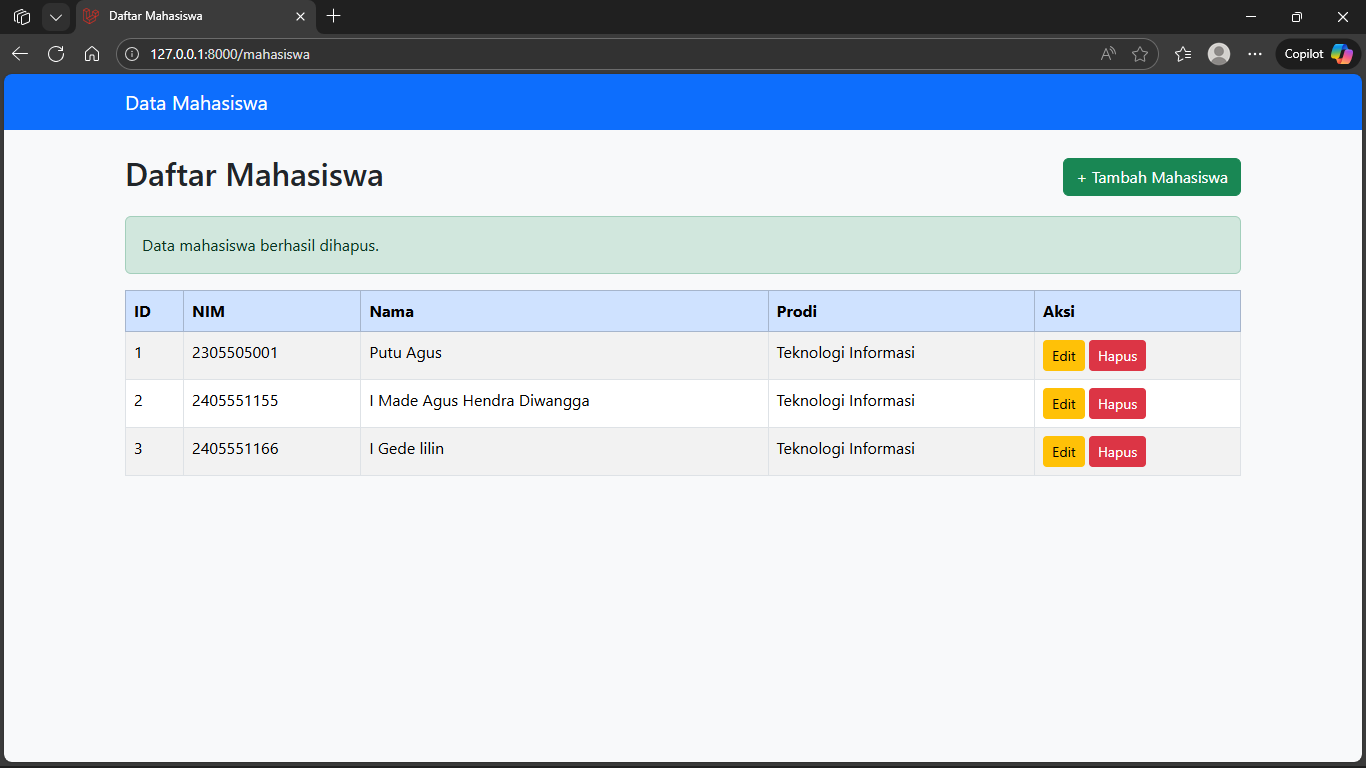 Daftar Mahasiswa
127.0.0.1:8000/mahasiswa
Copilot
Data Mahasiswa
Daftar Mahasiswa
+ Tambah Mahasiswa
Data mahasiswa berhasil dihapus.
ID NIM Nama Prodi Aksi
1 2305505001 Putu Agus Teknologi Informasi Edit Hapus
2 2405551155 I Made Agus Hendra Diwangga Teknologi Informasi Edit Hapus
3 2405551166 I Gede lilin Teknologi Informasi Edit Hapus